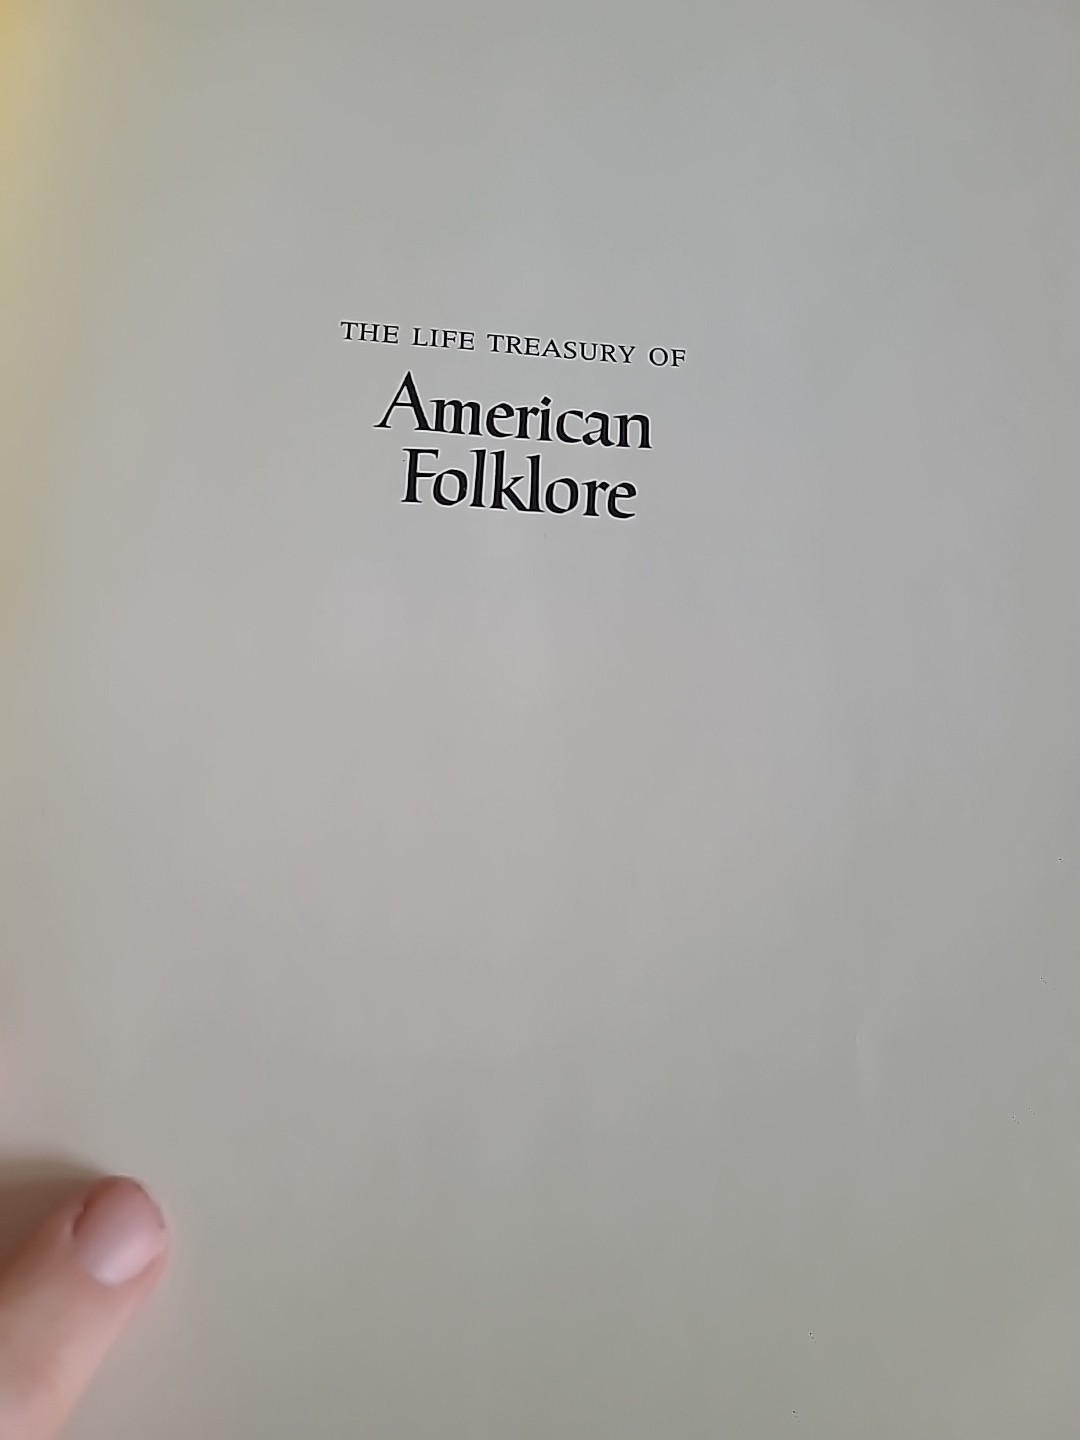 THE LIFE TREASURY OF
American
Folklore